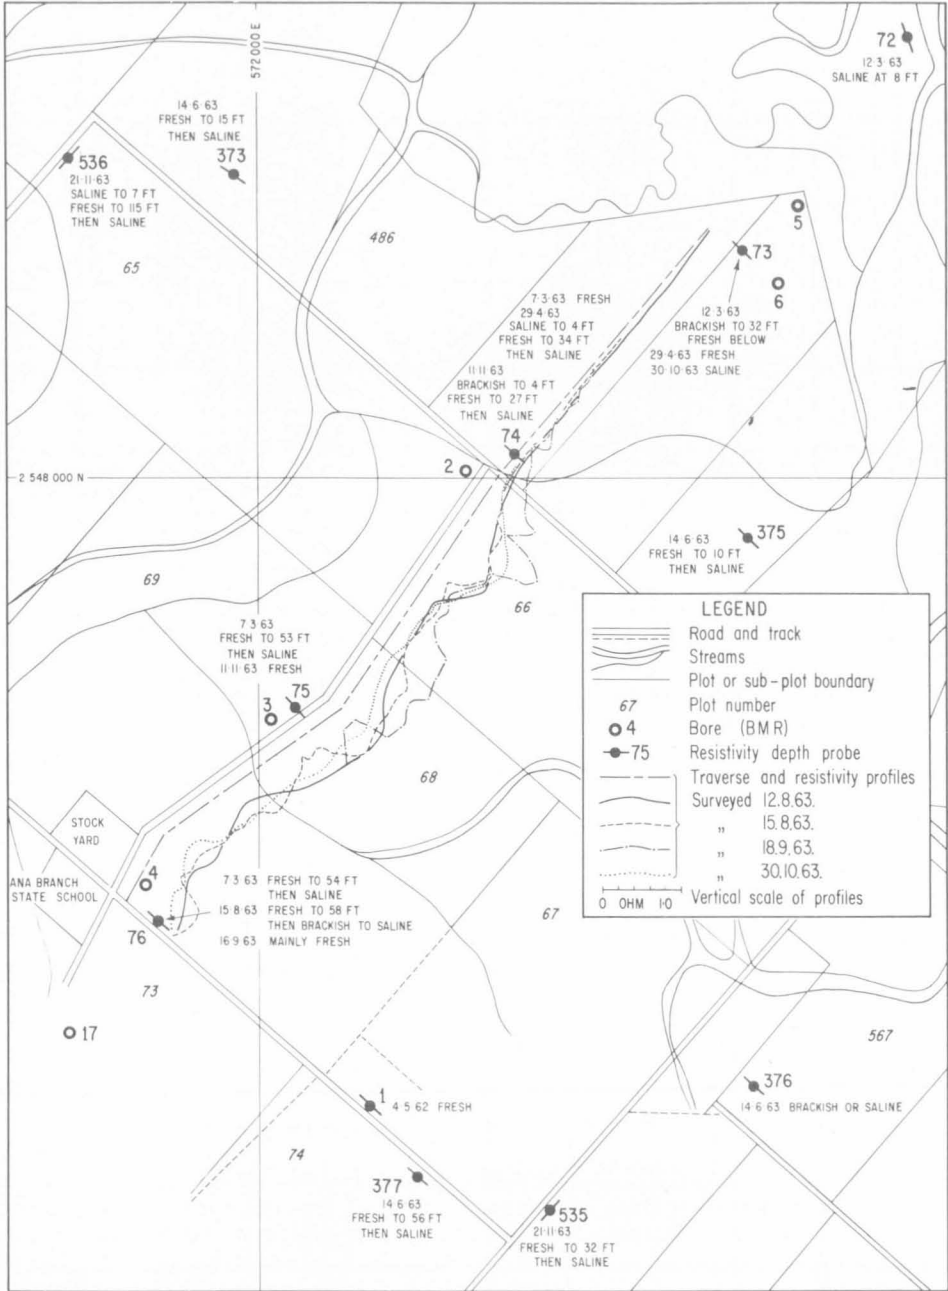 572000 E
72
12·3·63
SALINE AT 8 FT
14·6·63
FRESH TO 15 FT
THEN SALINE
373
536
21·11·63
SALINE TO 7 FT
FRESH TO 115 FT
THEN SALINE
65
486
5
73
6
12·3·63
BRACKISH TO 32 FT
FRESH BELOW
29·4·63 FRESH
30·10·63 SALINE
7·3·63 FRESH
29·4·63
SALINE TO 4 FT
FRESH TO 34 FT
THEN SALINE
11·11·63
BRACKISH TO 4 FT
FRESH TO 27 FT
THEN SALINE
74
2
2 548 000 N
375
14·6·63
FRESH TO 10 FT
THEN SALINE
69
66
7·3·63
FRESH TO 53 FT
THEN SALINE
11·11·63 FRESH
75
3
68
LEGEND
Road and track
Streams
Plot or sub-plot boundary
67 Plot number
4 Bore (BMR)
75 Resistivity depth probe
Traverse and resistivity profiles
Surveyed 12.8.63.
" 15.8.63.
" 18.9.63.
" 30.10.63.
0 OHM 1·0 Vertical scale of profiles
STOCK
YARD
ANA BRANCH
STATE SCHOOL
4
76
7·3·63 FRESH TO 54 FT
THEN SALINE
15·8·63 FRESH TO 58 FT
THEN BRACKISH TO SALINE
16·9·63 MAINLY FRESH
67
73
17
567
376
14·6·63 BRACKISH OR SALINE
1
4·5·62 FRESH
74
377
14·6·63
FRESH TO 56 FT
THEN SALINE
535
21·11·63
FRESH TO 32 FT
THEN SALINE